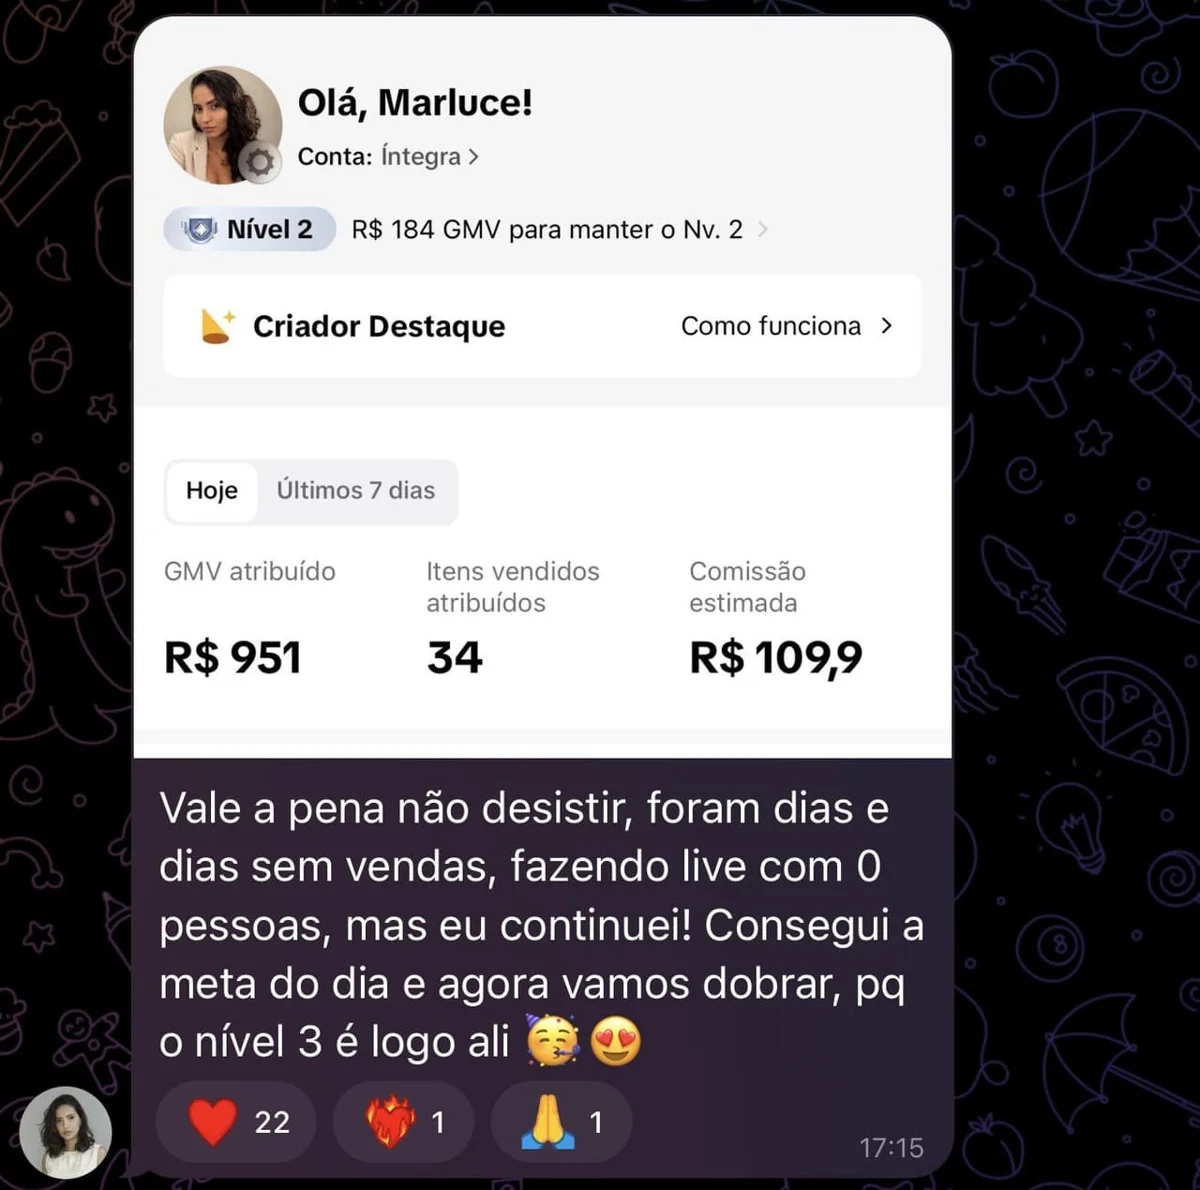 Olá, Marluce!
Conta: Íntegra >
Nível 2 R$ 184 GMV para manter o Nv. 2 >
Criador Destaque Como funciona >
Hoje Últimos 7 dias
GMV atribuído Itens vendidos atribuídos Comissão estimada
R$ 951 34 R$ 109,9
Vale a pena não desistir, foram dias e
dias sem vendas, fazendo live com 0
pessoas, mas eu continuei! Consegui a
meta do dia e agora vamos dobrar, pq
o nível 3 é logo ali 🥳😍
❤️ 22 ❤️‍🔥 1 🙏 1
17:15